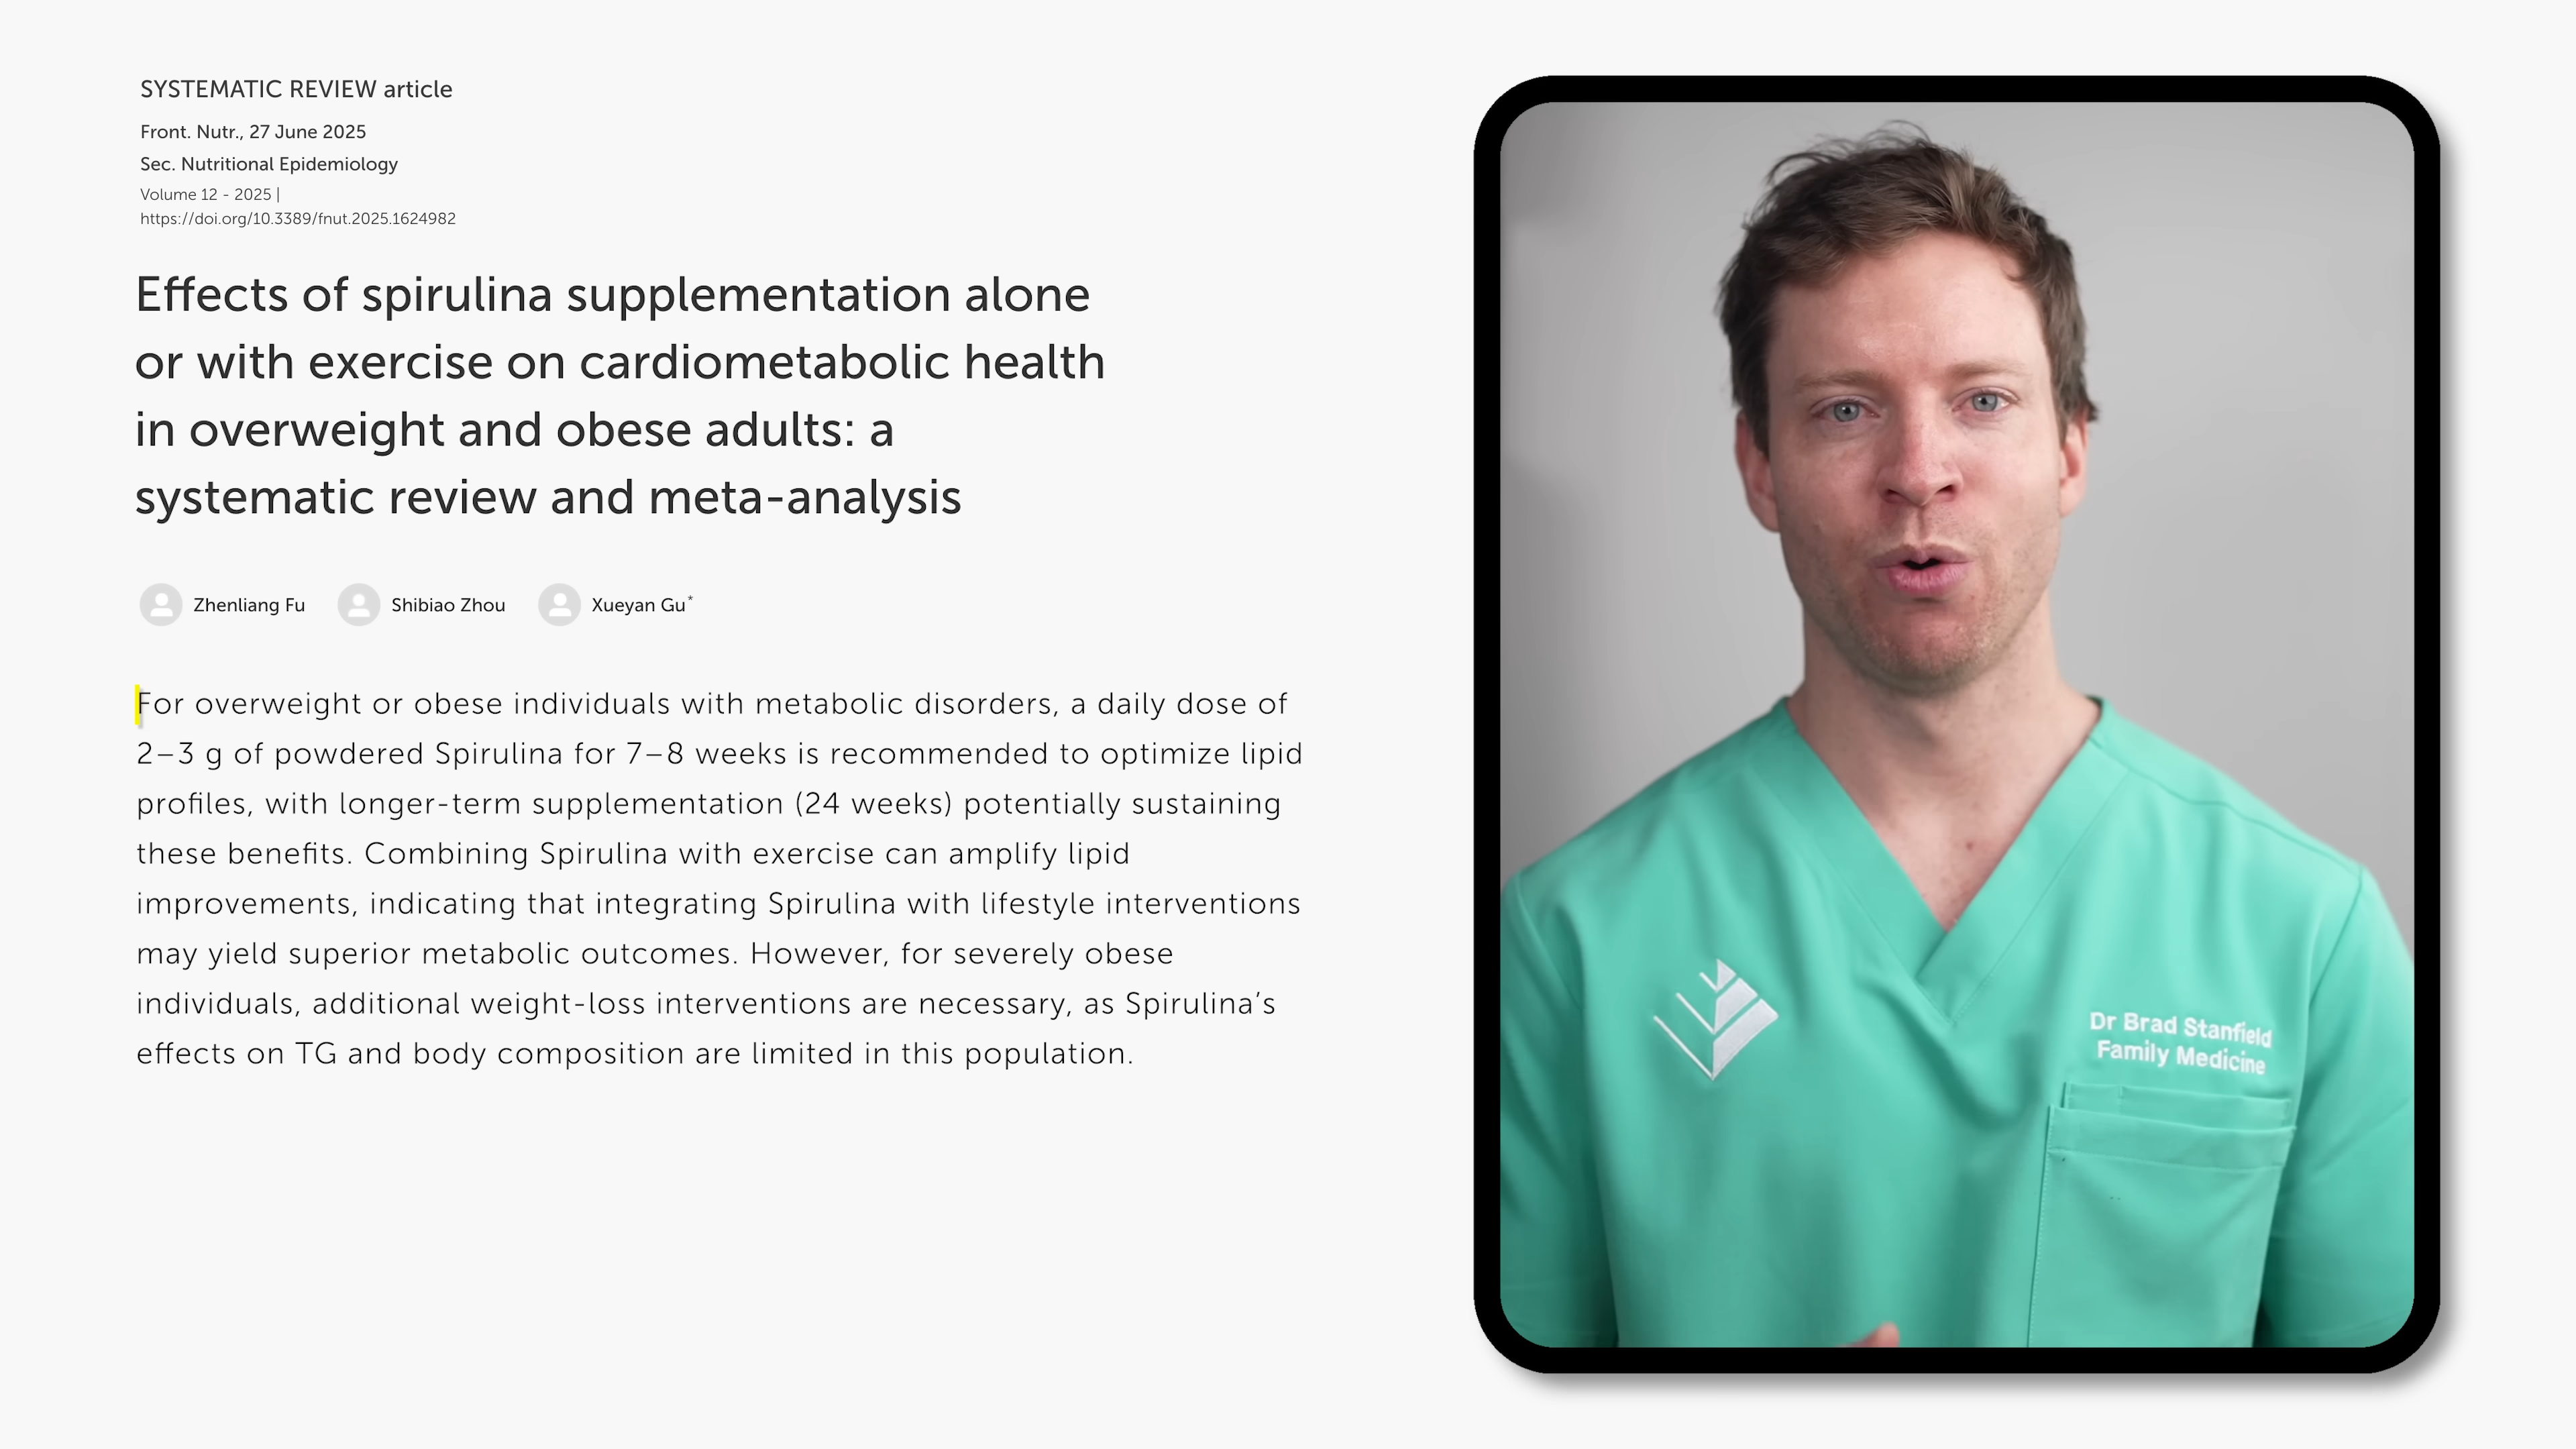 SYSTEMATIC REVIEW article
Front. Nutr., 27 June 2025
Sec. Nutritional Epidemiology
Volume 12 - 2025 |
https://doi.org/10.3389/fnut.2025.1624982
Effects of spirulina supplementation alone
or with exercise on cardiometabolic health
in overweight and obese adults: a
systematic review and meta-analysis
Zhenliang Fu Shibiao Zhou Xueyan Gu*
For overweight or obese individuals with metabolic disorders, a daily dose of
2–3 g of powdered Spirulina for 7–8 weeks is recommended to optimize lipid
profiles, with longer-term supplementation (24 weeks) potentially sustaining
these benefits. Combining Spirulina with exercise can amplify lipid
improvements, indicating that integrating Spirulina with lifestyle interventions
may yield superior metabolic outcomes. However, for severely obese
individuals, additional weight-loss interventions are necessary, as Spirulina’s
effects on TG and body composition are limited in this population.
Dr Brad Stanfield
Family Medicine